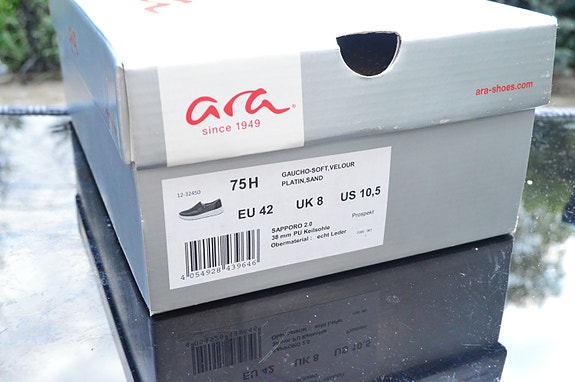 ara
since 1949
ara-shoes.com
12-32450
75H
GAUCHO-SOFT,VELOUR
PLATIN,SAND
EU 42 UK 8 US 10,5
SAPPORO 2.0
38 mm PU Keilsohle
Obermaterial : echt Leder
Prospekt
4 054928 439646